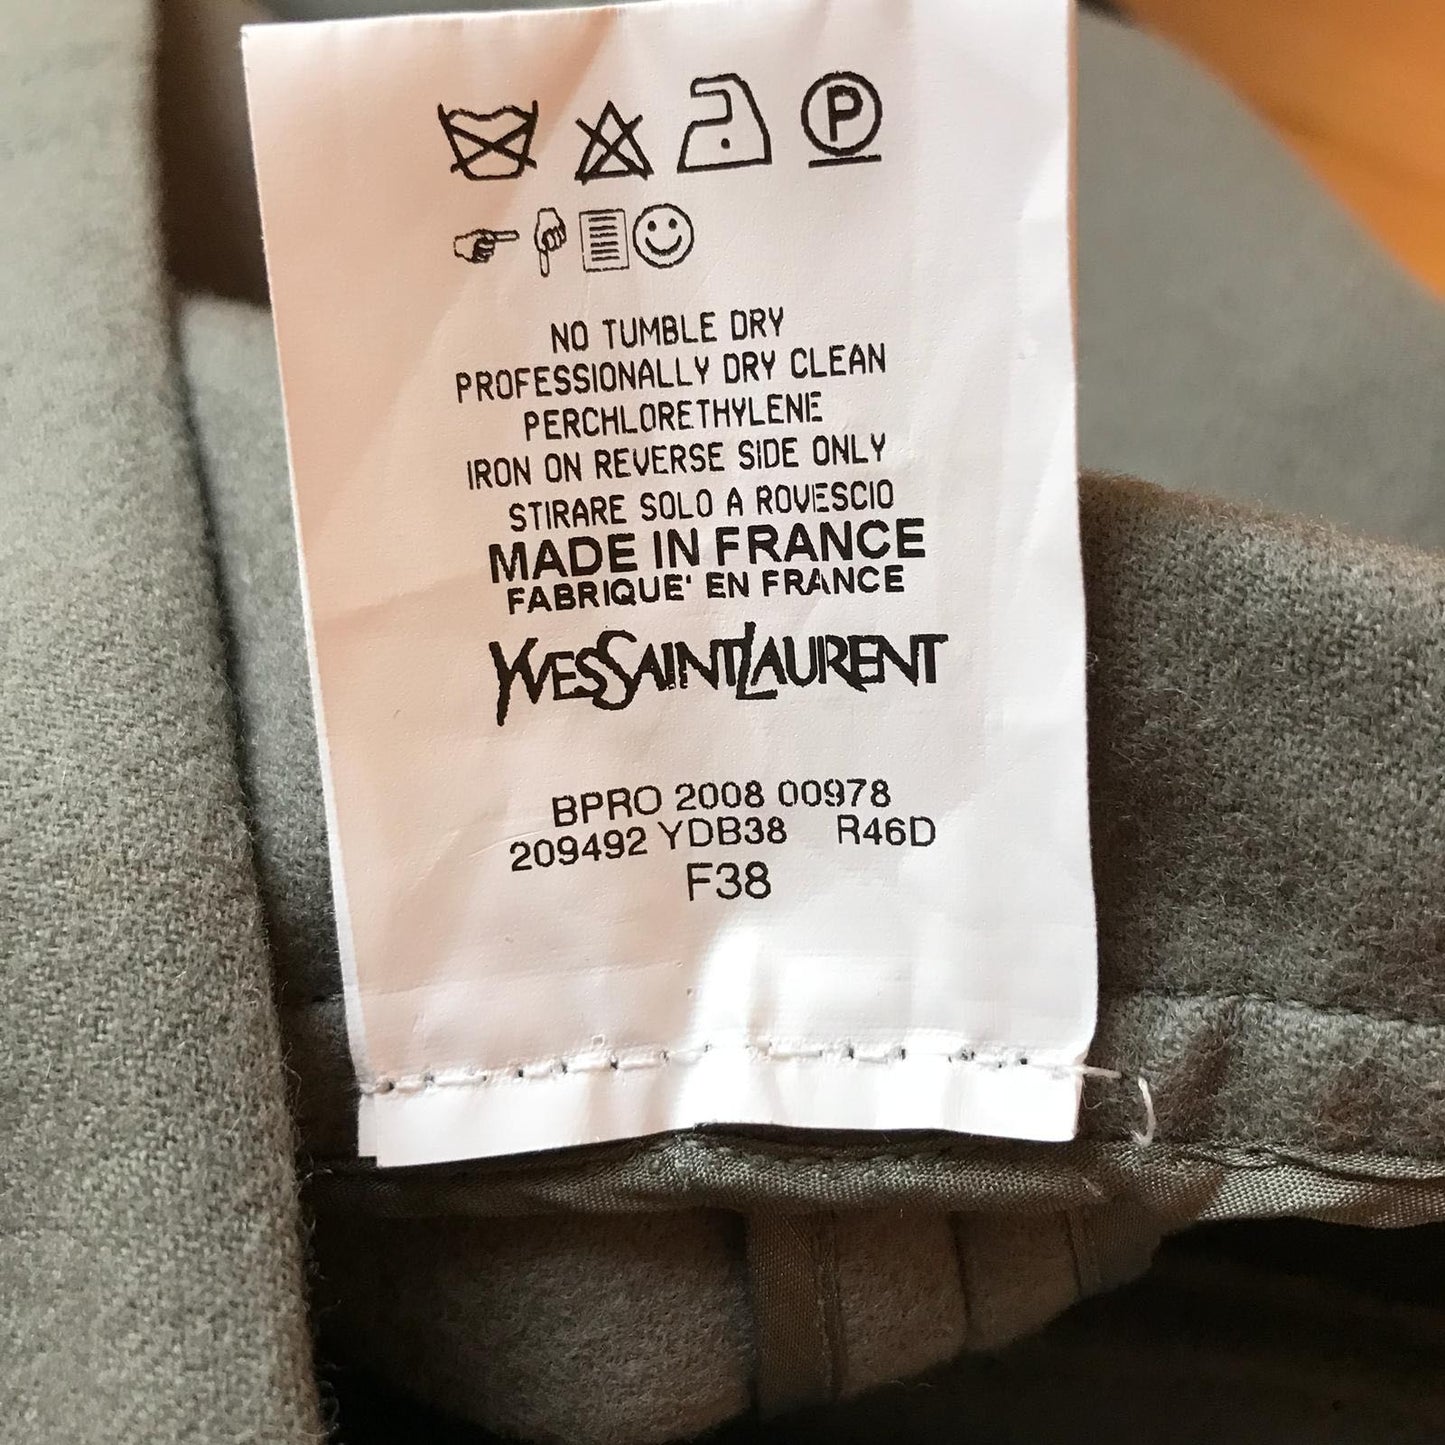 P
NO TUMBLE DRY
PROFESSIONALLY DRY CLEAN
PERCHLORETHYLENE
IRON ON REVERSE SIDE ONLY
STIRARE SOLO A ROVESCIO
MADE IN FRANCE
FABRIQUE' EN FRANCE
YVESSAINTLAURENT
BPRO 2008 00978
209492 YDB38 R46D
F38